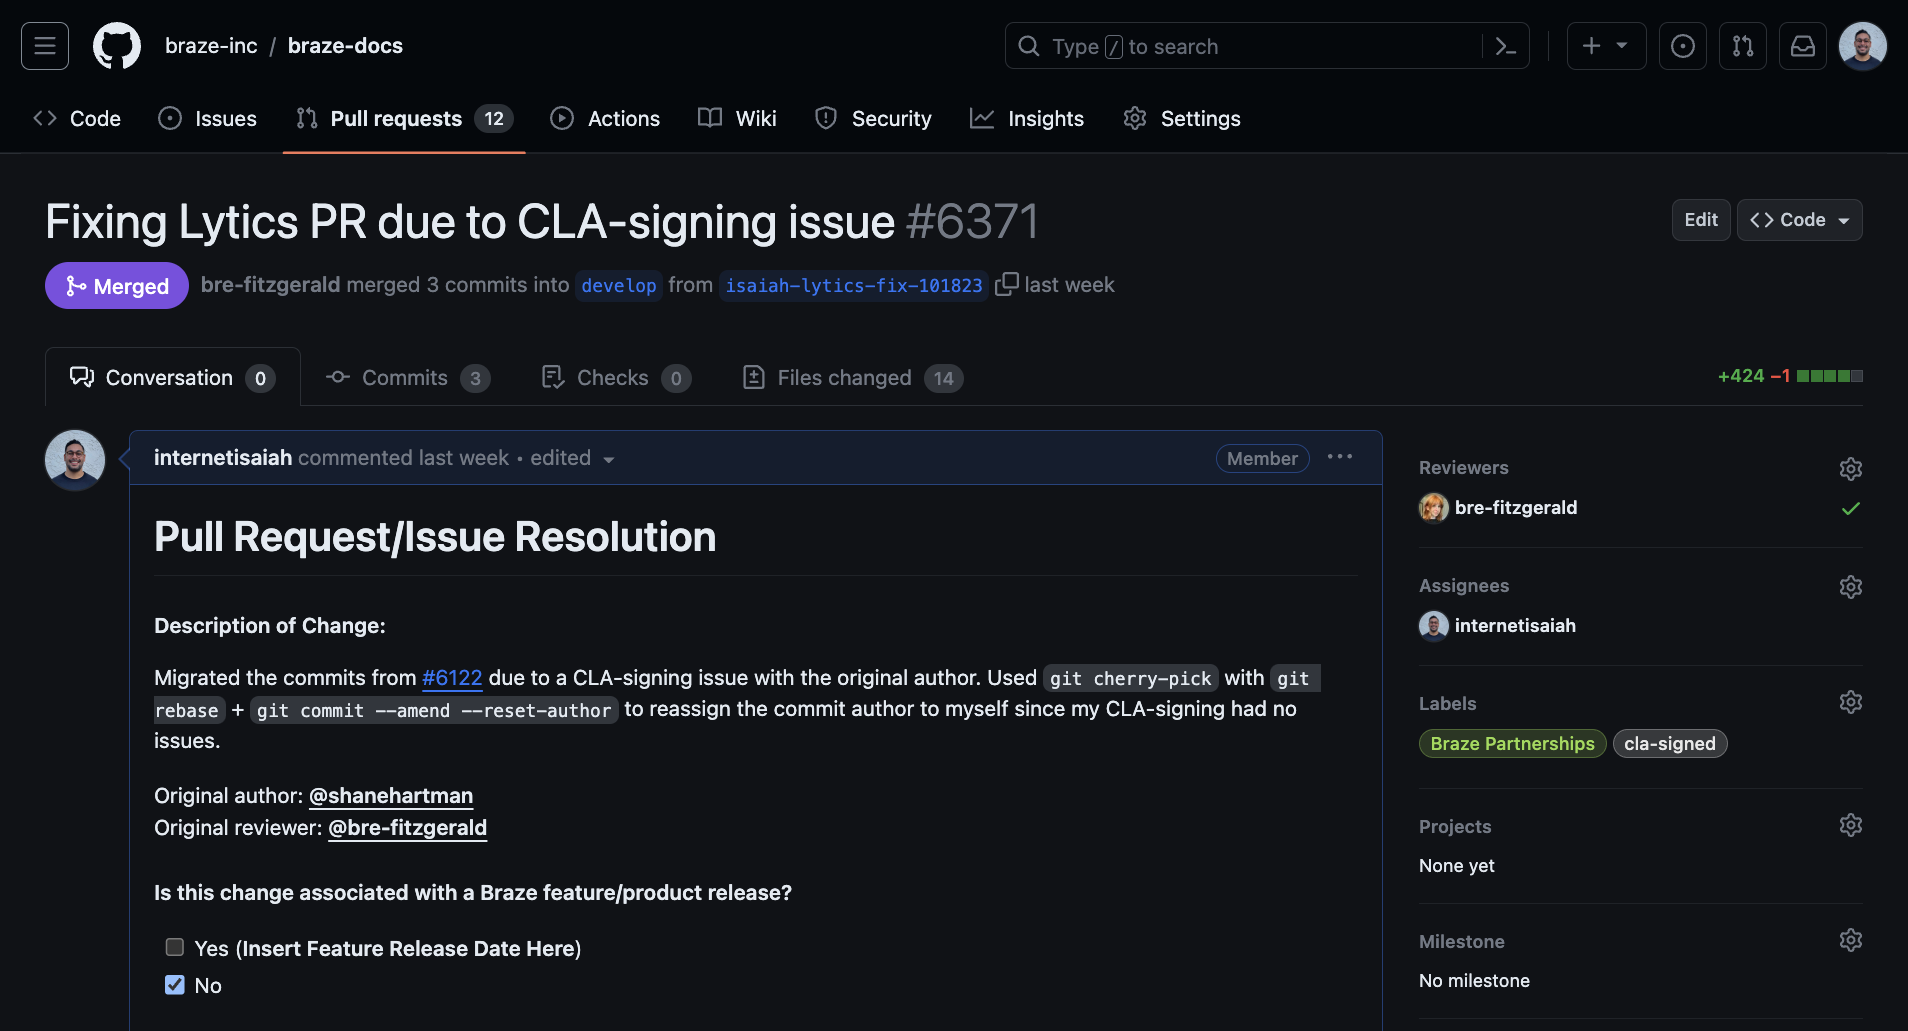 braze-inc / braze-docs
Type / to search
Code
Issues
Pull requests 12
Actions
Wiki
Security
Insights
Settings
Fixing Lytics PR due to CLA-signing issue #6371
Edit
<> Code
Merged
bre-fitzgerald merged 3 commits into develop from isaiah-lytics-fix-101823 last week
Conversation 0
Commits 3
Checks 0
Files changed 14
+424 −1
internetisaiah commented last week • edited
Member
Pull Request/Issue Resolution
Description of Change:
Migrated the commits from #6122 due to a CLA-signing issue with the original author. Used git cherry-pick with git
rebase + git commit --amend --reset-author to reassign the commit author to myself since my CLA-signing had no
issues.
Original author: @shanehartman
Original reviewer: @bre-fitzgerald
Is this change associated with a Braze feature/product release?
Yes (Insert Feature Release Date Here)
No
Reviewers
bre-fitzgerald
Assignees
internetisaiah
Labels
Braze Partnerships
cla-signed
Projects
None yet
Milestone
No milestone